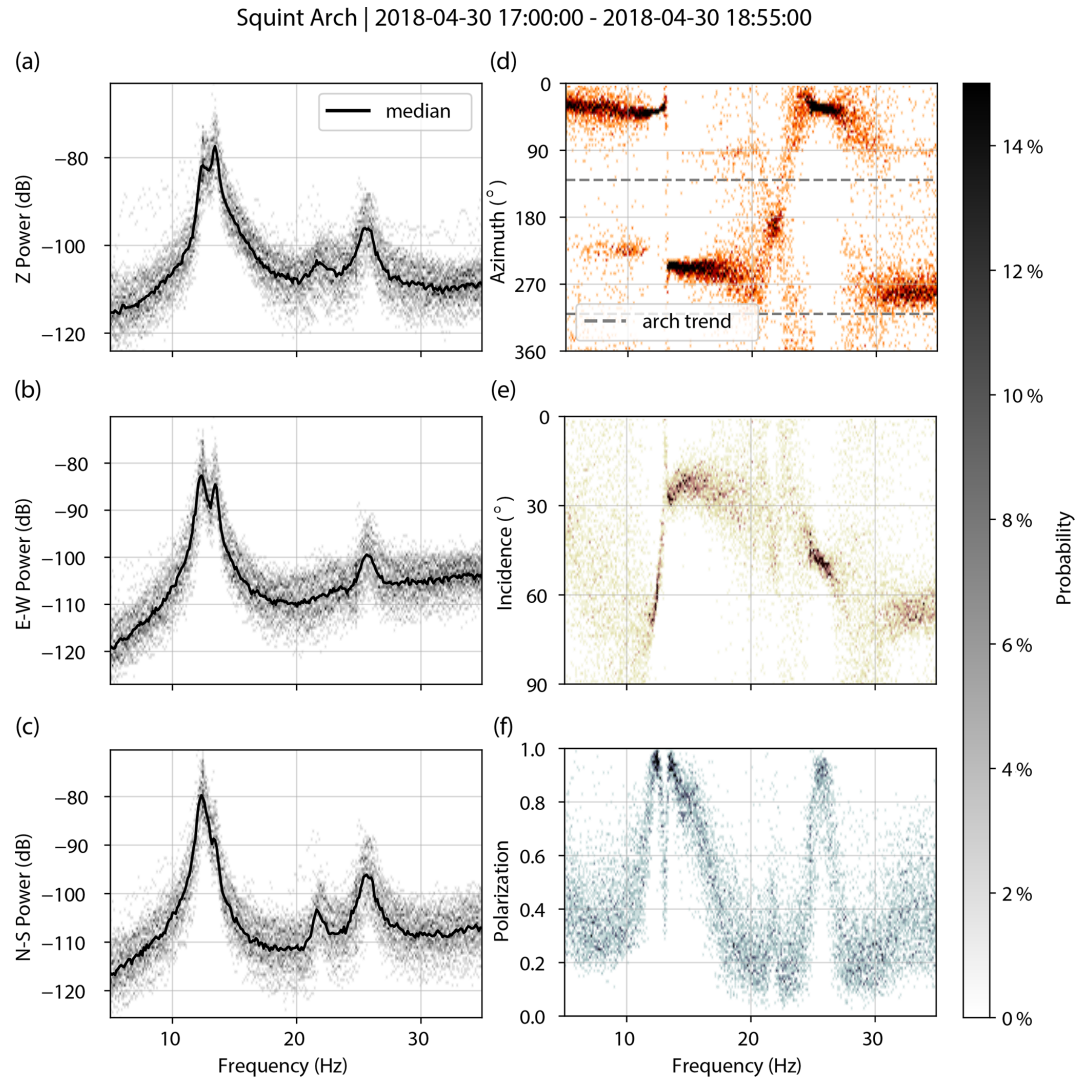 Squint Arch | 2018-04-30 17:00:00 - 2018-04-30 18:55:00
(a)
median
−80
−100
−120
Z Power (dB)
(b)
−80
−90
−100
−110
−120
E-W Power (dB)
(c)
−80
−90
−100
−110
−120
N-S Power (dB)
10
20
30
Frequency (Hz)
(d)
0
90
180
270
360
Azimuth (°)
arch trend
(e)
0
30
60
90
Incidence (°)
(f)
1.0
0.8
0.6
0.4
0.2
0.0
Polarization
10
20
30
Frequency (Hz)
14 %
12 %
10 %
8 %
6 %
4 %
2 %
0 %
Probability